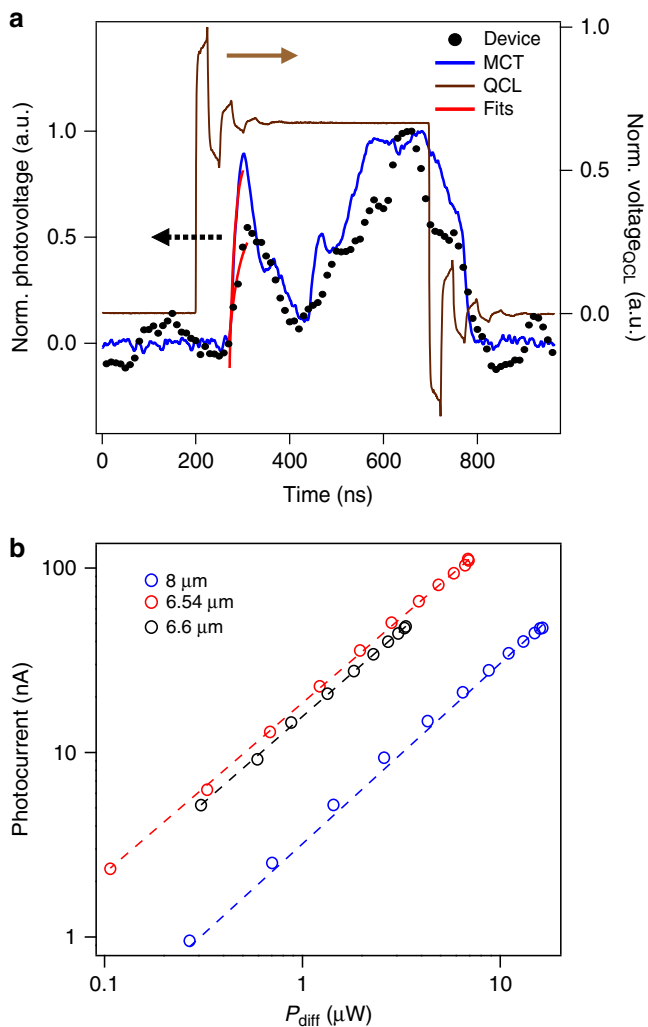 a
Device
MCT
QCL
Fits
1.0
0.5
0.0
1.0
0.5
0.0
Norm. photovoltage (a.u.)
Norm. voltage_QCL (a.u.)
0
200
400
600
800
Time (ns)
b
8 μm
6.54 μm
6.6 μm
100
10
1
Photocurrent (nA)
0.1
1
10
P_diff (μW)